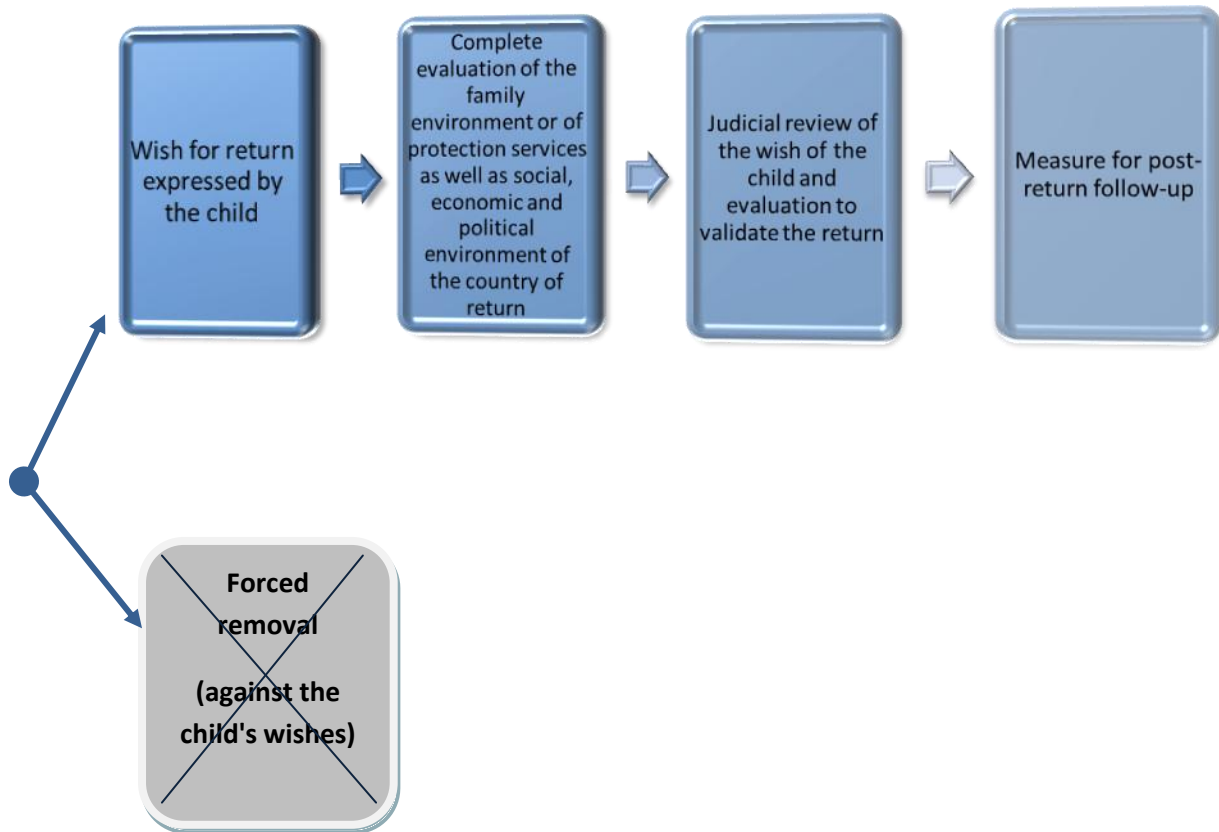 Wish for return
expressed by
the child
Complete
evaluation of the
family
environment or of
protection services
as well as social,
economic and
political
environment of
the country of
return
Judicial review of
the wish of the
child and
evaluation to
validate the return
Measure for post-
return follow-up
Forced
removal
(against the
child's wishes)